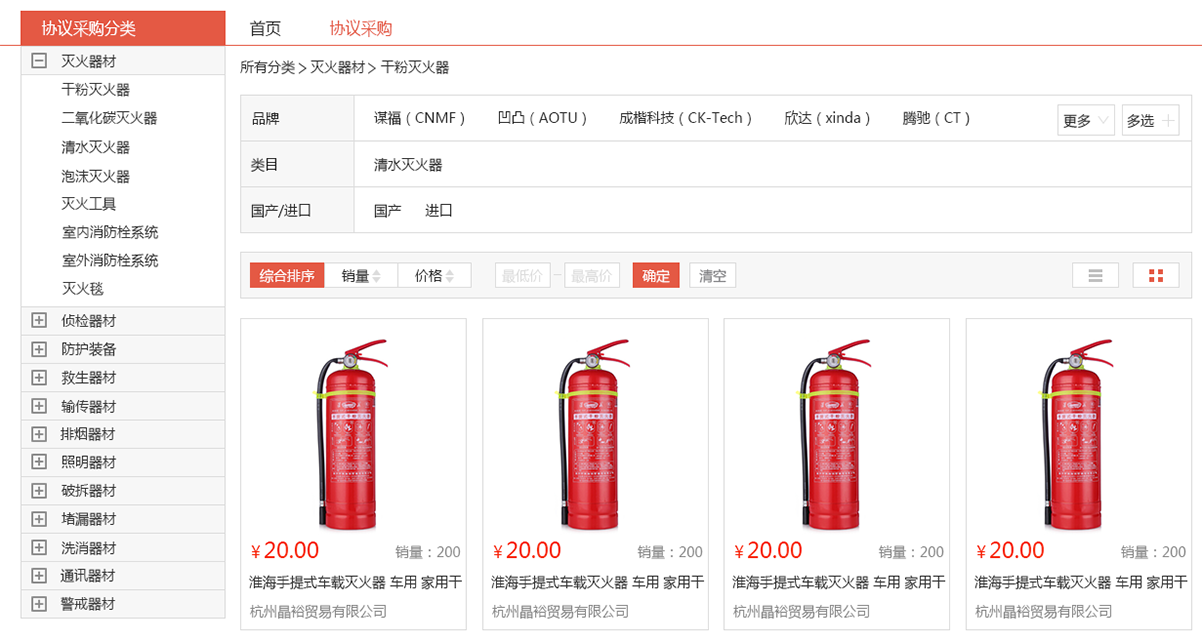 协议采购分类
首页 协议采购
灭火器材
干粉灭火器
二氧化碳灭火器
清水灭火器
泡沫灭火器
灭火工具
室内消防栓系统
室外消防栓系统
灭火毯
侦检器材
防护装备
救生器材
输传器材
排烟器材
照明器材
破拆器材
堵漏器材
洗消器材
通讯器材
警戒器材
所有分类 > 灭火器材 > 干粉灭火器
品牌 谋福（CNMF） 凹凸（AOTU） 成楷科技（CK-Tech） 欣达（xinda） 腾驰（CT） 更多 多选
类目 清水灭火器
国产/进口 国产 进口
综合排序 销量 价格 最低价 - 最高价 确定 清空
¥20.00 销量：200
淮海手提式车载灭火器 车用 家用干
杭州晶裕贸易有限公司
¥20.00 销量：200
淮海手提式车载灭火器 车用 家用干
杭州晶裕贸易有限公司
¥20.00 销量：200
淮海手提式车载灭火器 车用 家用干
杭州晶裕贸易有限公司
¥20.00 销量：200
淮海手提式车载灭火器 车用 家用干
杭州晶裕贸易有限公司